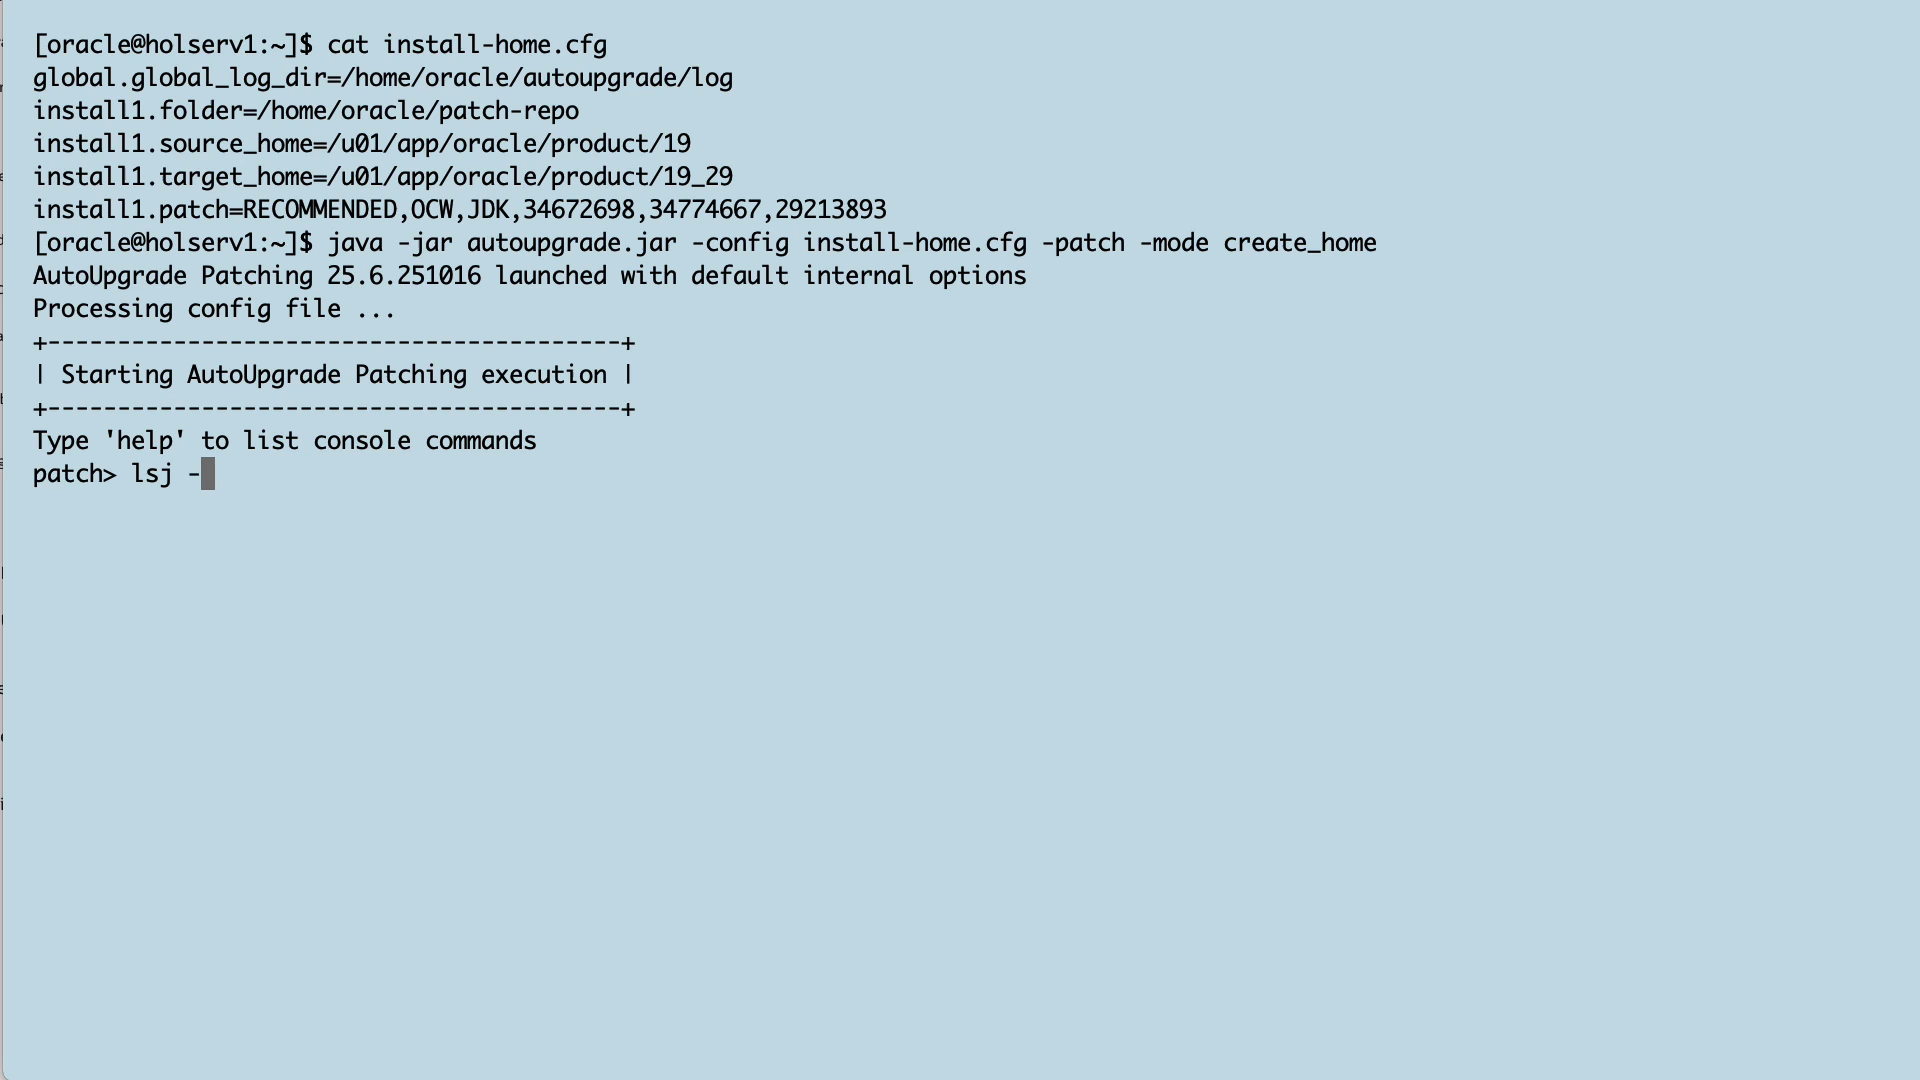 [oracle@holserv1:~]$ cat install-home.cfg
global.global_log_dir=/home/oracle/autoupgrade/log
install1.folder=/home/oracle/patch-repo
install1.source_home=/u01/app/oracle/product/19
install1.target_home=/u01/app/oracle/product/19_29
install1.patch=RECOMMENDED,OCW,JDK,34672698,34774667,29213893
[oracle@holserv1:~]$ java -jar autoupgrade.jar -config install-home.cfg -patch -mode create_home
AutoUpgrade Patching 25.6.251016 launched with default internal options
Processing config file ...
+-----------------------------------------+
| Starting AutoUpgrade Patching execution |
+-----------------------------------------+
Type 'help' to list console commands
patch> lsj -